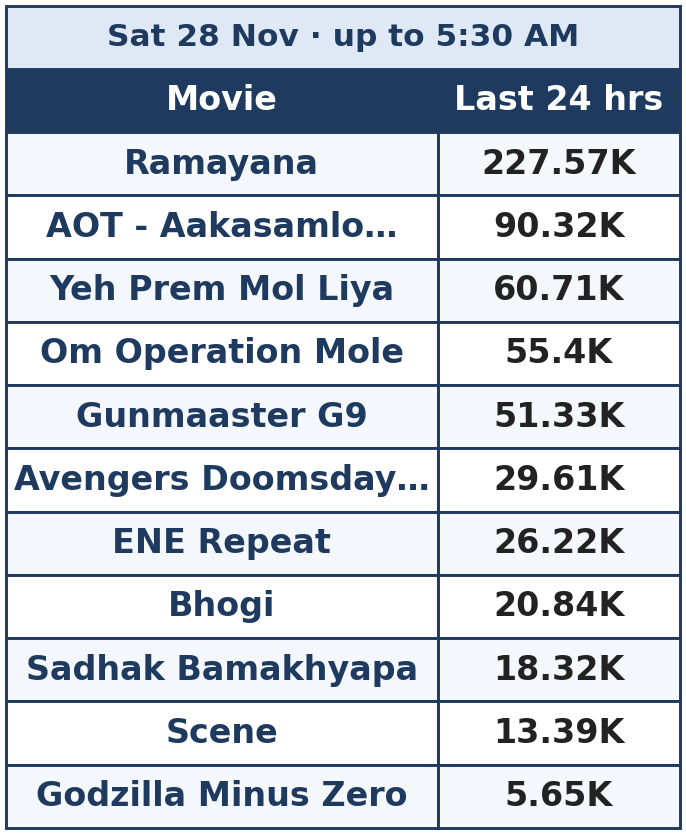 Sat 28 Nov · up to 5:30 AM
Movie Last 24 hrs
Ramayana 227.57K
AOT - Aakasamlo... 90.32K
Yeh Prem Mol Liya 60.71K
Om Operation Mole 55.4K
Gunmaaster G9 51.33K
Avengers Doomsday... 29.61K
ENE Repeat 26.22K
Bhogi 20.84K
Sadhak Bamakhyapa 18.32K
Scene 13.39K
Godzilla Minus Zero 5.65K